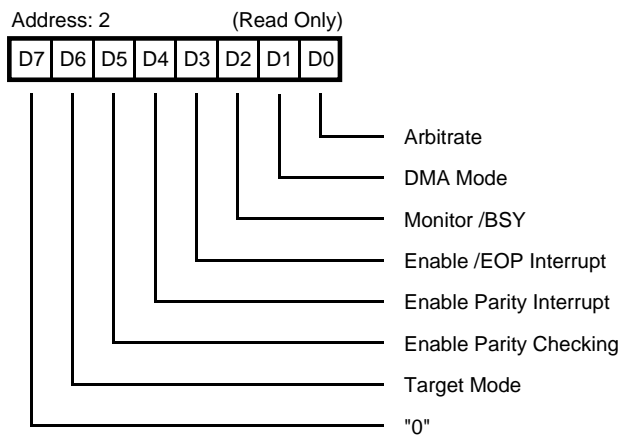 Address: 2 (Read Only)
D7 D6 D5 D4 D3 D2 D1 D0
Arbitrate
DMA Mode
Monitor /BSY
Enable /EOP Interrupt
Enable Parity Interrupt
Enable Parity Checking
Target Mode
"0"